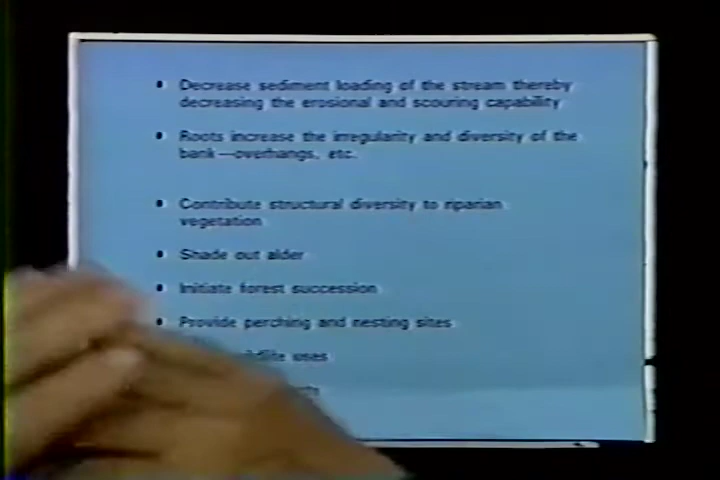 • Decrease sediment loading of the stream thereby
decreasing the erosional and scouring capability
• Roots increase the irregularity and diversity of the
bank—overhangs, etc.
• Contribute structural diversity to riparian
vegetation
• Shade out alder
• Initiate forest succession
• Provide perching and nesting sites
uses